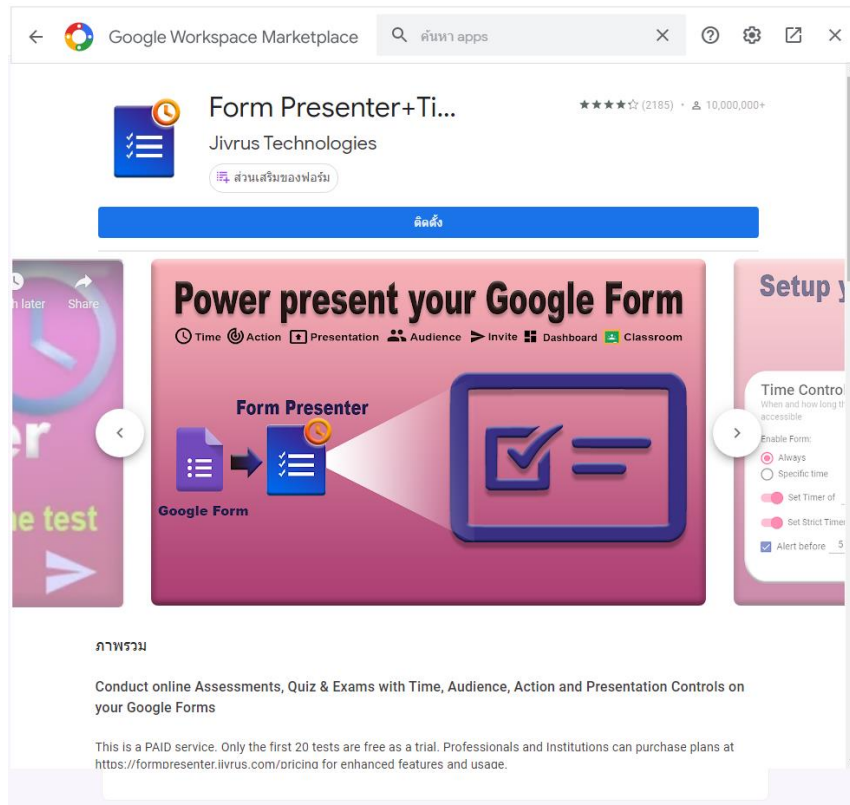 Google Workspace Marketplace
ค้นหา apps
Form Presenter+Ti...
★★★★☆ (2185) · 10,000,000+
Jivrus Technologies
ส่วนเสริมของฟอร์ม
ติดตั้ง
h later Share
er
e test
Power present your Google Form
Time Action Presentation Audience Invite Dashboard Classroom
Form Presenter
Google Form
Setup y
Time Contro
When and how long th
accessible
Enable Form:
Always
Specific time
Set Timer of
Set Strict Timer
Alert before 5
ภาพรวม
Conduct online Assessments, Quiz & Exams with Time, Audience, Action and Presentation Controls on
your Google Forms
This is a PAID service. Only the first 20 tests are free as a trial. Professionals and Institutions can purchase plans at
https://formpresenter.jivrus.com/pricing for enhanced features and usage.